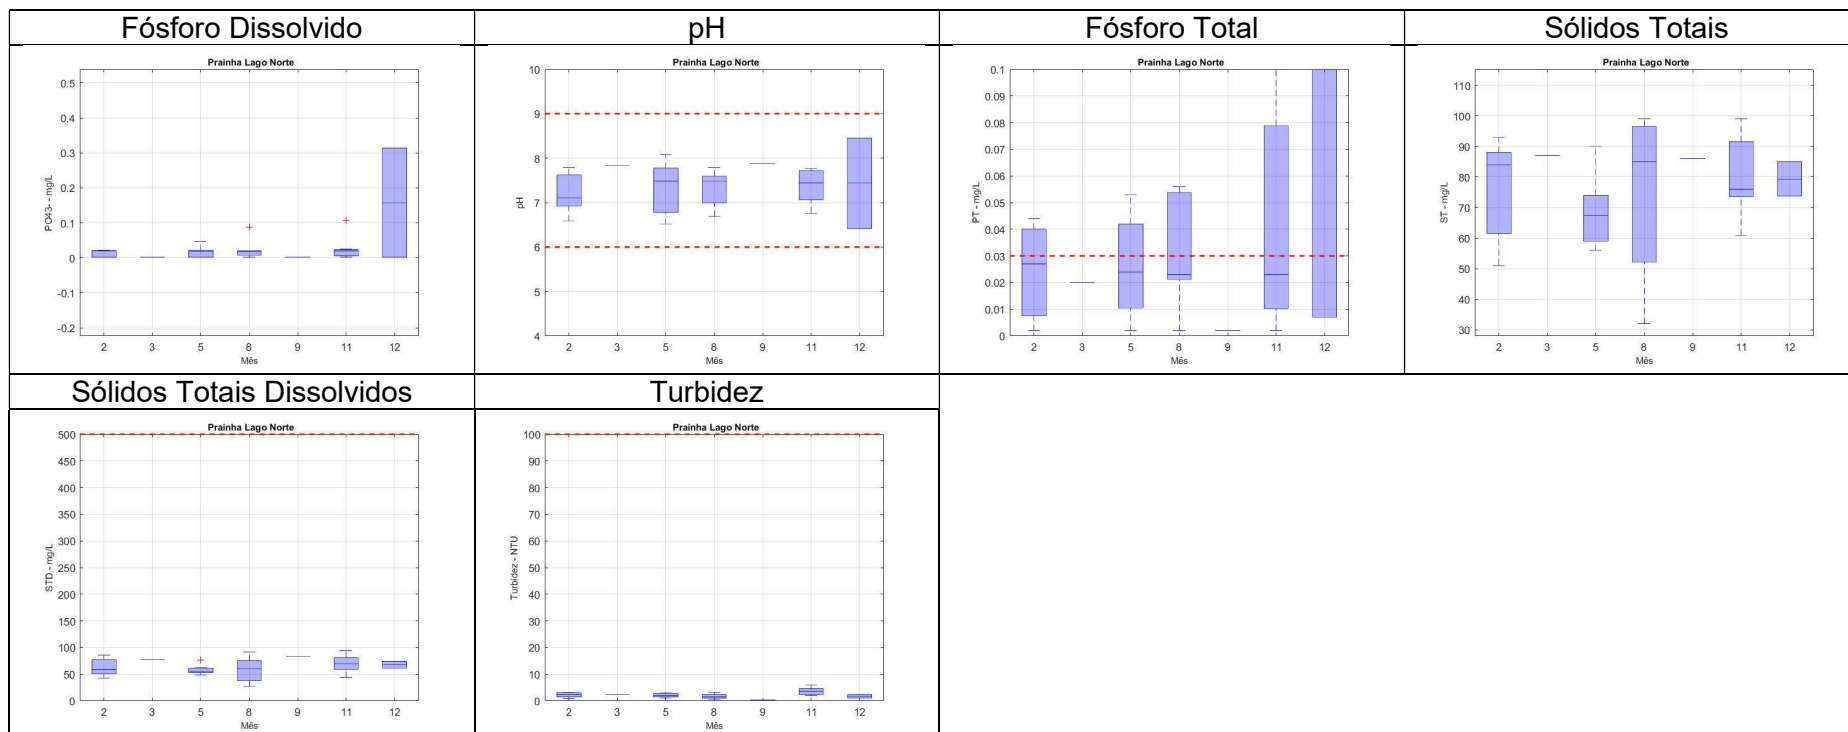 Fósforo Dissolvido
Prainha Lago Norte
PO43- - mg/L
0.5
0.4
0.3
0.2
0.1
0
-0.1
-0.2
2 3 5 8 9 11 12
Mês
pH
Prainha Lago Norte
pH
10
9
8
7
6
5
4
2 3 5 8 9 11 12
Mês
Fósforo Total
Prainha Lago Norte
PT - mg/L
0.1
0.09
0.08
0.07
0.06
0.05
0.04
0.03
0.02
0.01
0
2 3 5 8 9 11 12
Mês
Sólidos Totais
Prainha Lago Norte
ST - mg/L
110
100
90
80
70
60
50
40
30
2 3 5 8 9 11 12
Mês
Sólidos Totais Dissolvidos
Prainha Lago Norte
STD - mg/L
500
450
400
350
300
250
200
150
100
50
0
2 3 5 8 9 11 12
Mês
Turbidez
Prainha Lago Norte
Turbidez - NTU
100
90
80
70
60
50
40
30
20
10
0
2 3 5 8 9 11 12
Mês